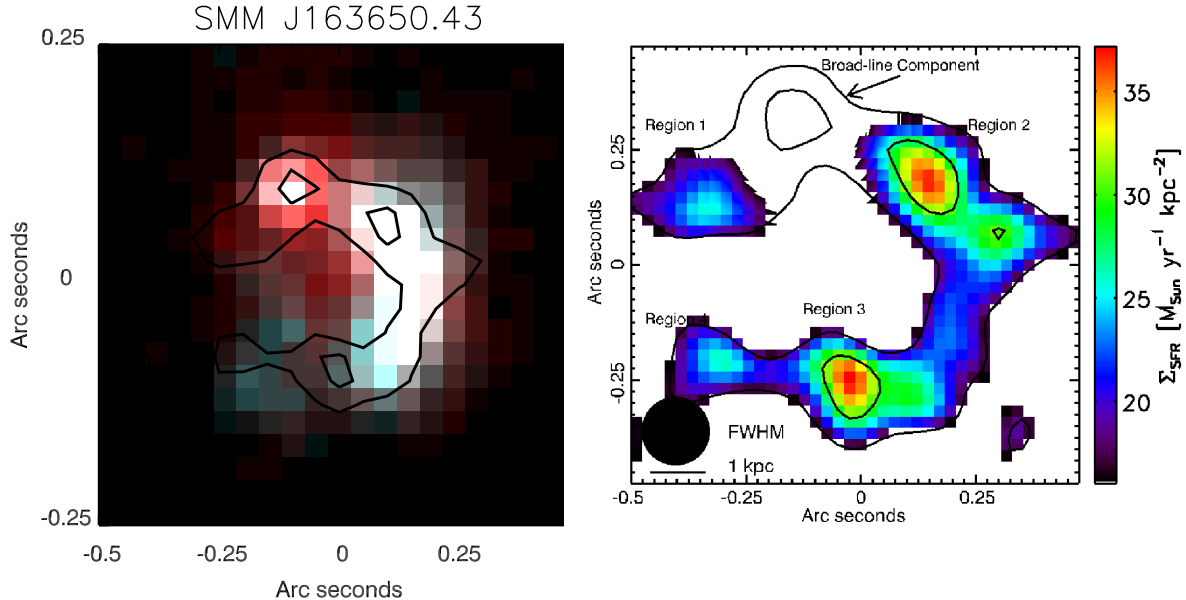 SMM J163650.43
0.25
0
-0.25
Arc seconds
-0.5
-0.25
0
0.25
Arc seconds
Broad-line Component
Region 1
Region 2
Region 3
Region
FWHM
1 kpc
0.25
0
-0.25
Arc seconds
-0.5
-0.25
0
0.25
Arc seconds
35
30
25
20
Σ_SFR [M_Sun yr⁻¹ kpc⁻²]